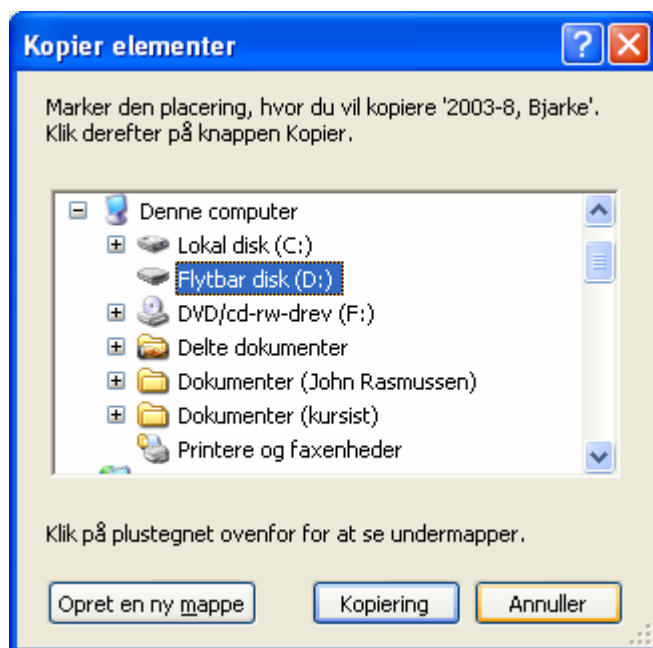 Kopier elementer
Marker den placering, hvor du vil kopiere '2003-8, Bjarke'.
Klik derefter på knappen Kopier.
Denne computer
Lokal disk (C:)
Flytbar disk (D:)
DVD/cd-rw-drev (F:)
Delte dokumenter
Dokumenter (John Rasmussen)
Dokumenter (kursist)
Printere og faxenheder
Klik på plustegnet ovenfor for at se undermapper.
Opret en ny mappe Kopiering Annuller